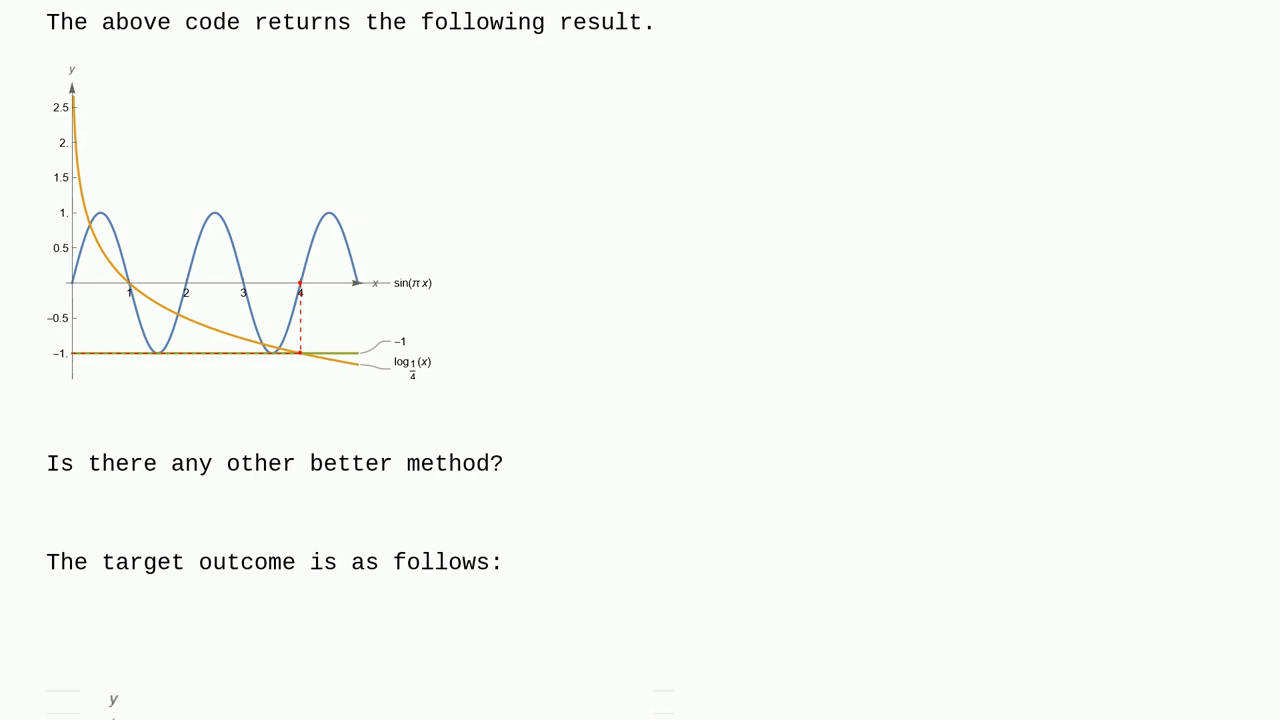 The above code returns the following result.
y
2.5
2.
1.5
1.
0.5
x sin(π x)
1 2 3 4
−0.5
−1
−1.
log1/4(x)
Is there any other better method?
The target outcome is as follows:
y